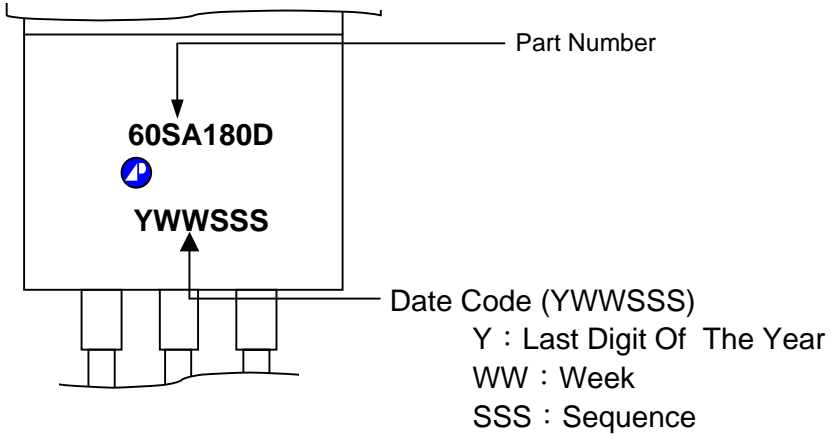 Part Number
60SA180D
YWWSSS
Date Code (YWWSSS)
Y：Last Digit Of The Year
WW：Week
SSS：Sequence